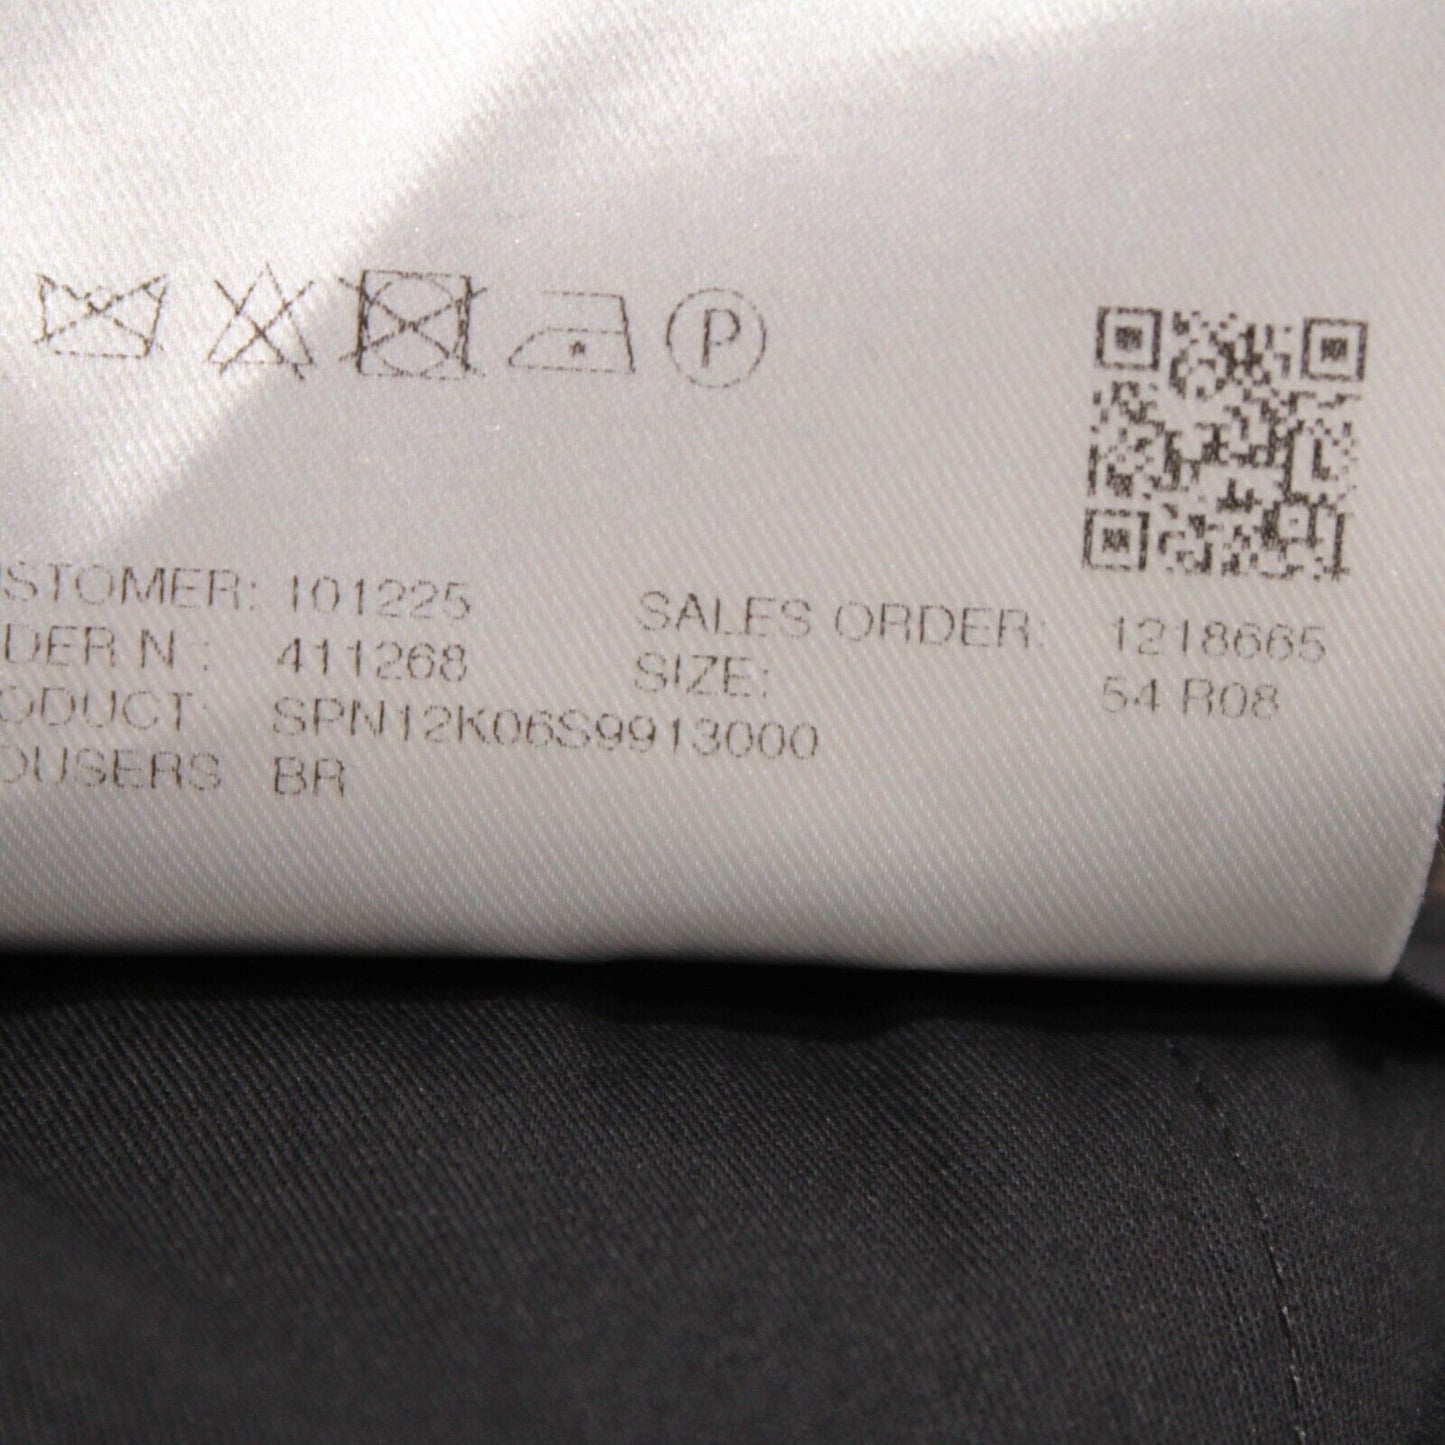 P
STOMER: 101225 SALES ORDER: 1218665
DER N.: 411268 SIZE: 54 R08
ODUCT: SPN12K06S9913000
OUSERS BR